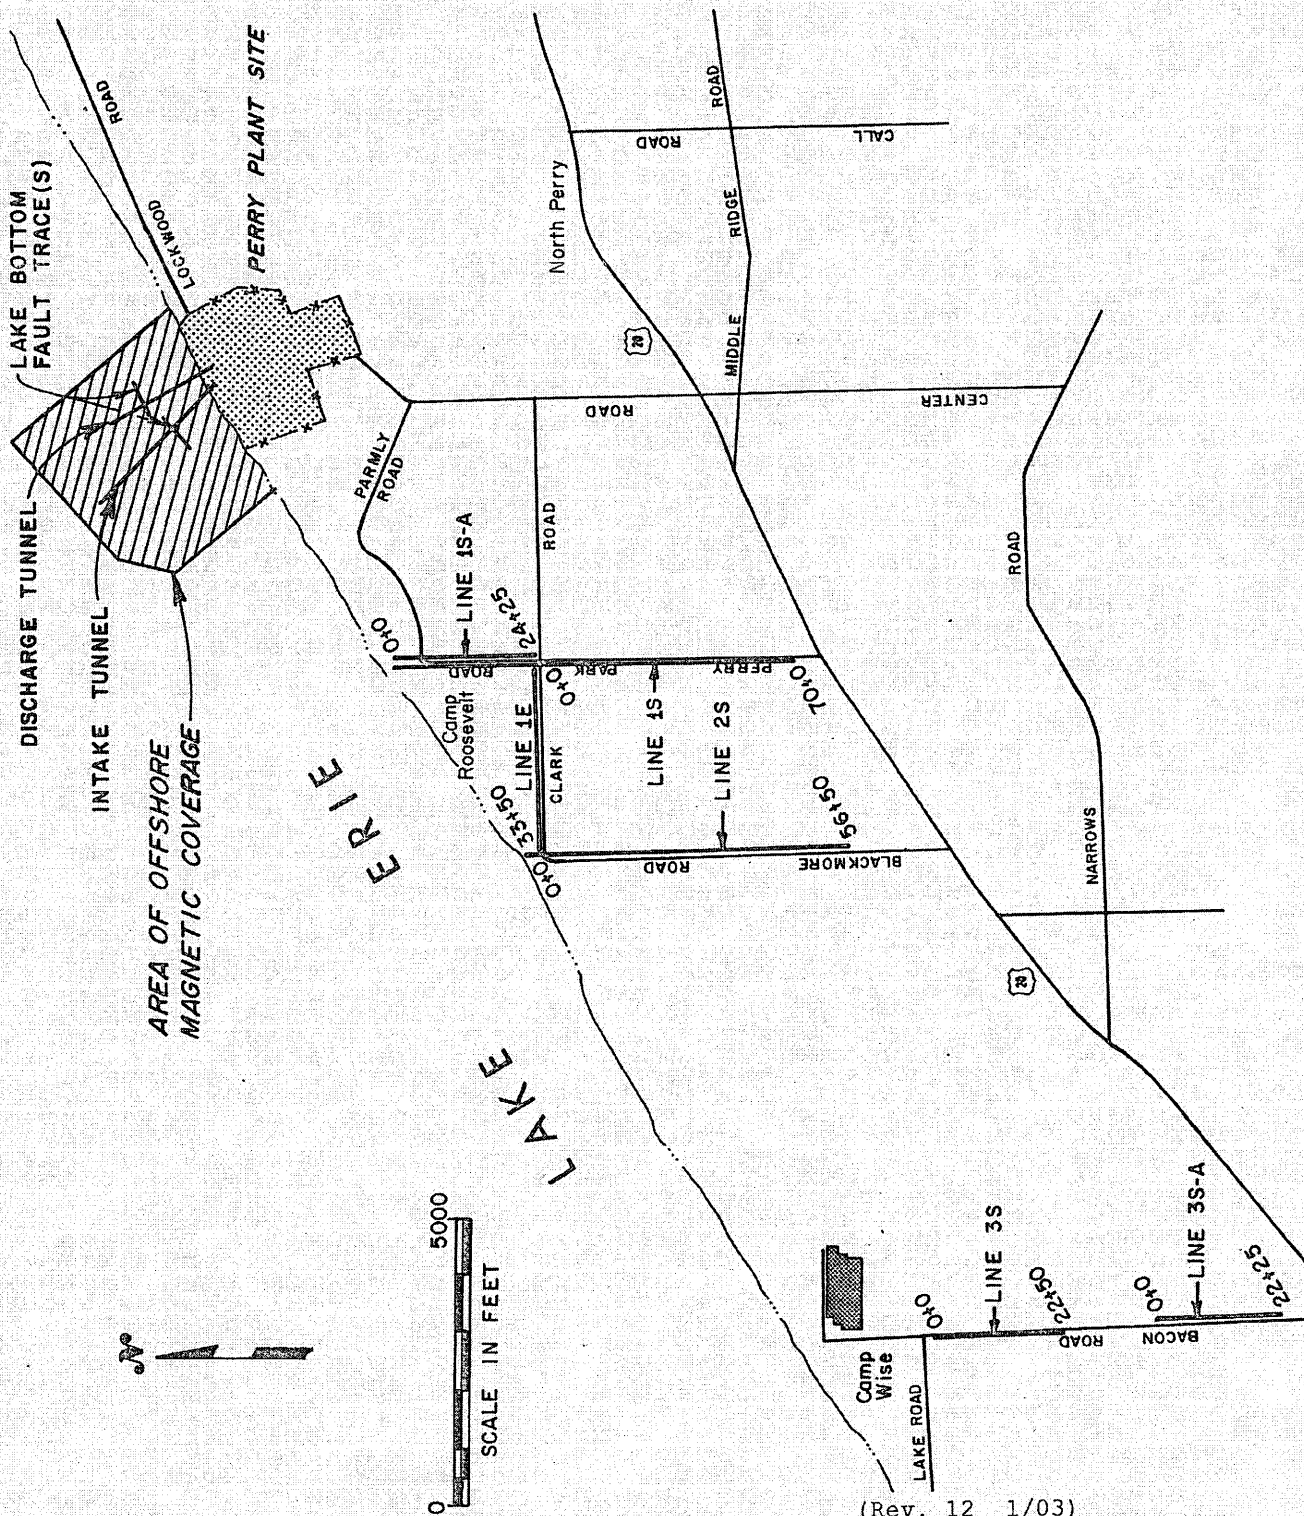 LAKE BOTTOM
FAULT TRACE(S)
DISCHARGE TUNNEL
INTAKE TUNNEL
AREA OF OFFSHORE
MAGNETIC COVERAGE
LOCKWOOD ROAD
PERRY PLANT SITE
LAKE ERIE
N
0 5000
SCALE IN FEET
PARMLY
ROAD
0+0
LINE 1S-A
24+25
ROAD
Camp
Roosevelt
LINE 1E
33+50
CLARK ROAD
0+0
PERRY PARK
LINE 1S
70+0
0+0
LINE 2S
56+50
BLACKMORE ROAD
North Perry
20
MIDDLE RIDGE ROAD
CALL ROAD
CENTER ROAD
NARROWS ROAD
20
Camp
Wise
LAKE ROAD
0+0
LINE 3S
22+50
BACON ROAD
0+0
LINE 3S-A
22+25
(Rev. 12 1/03)